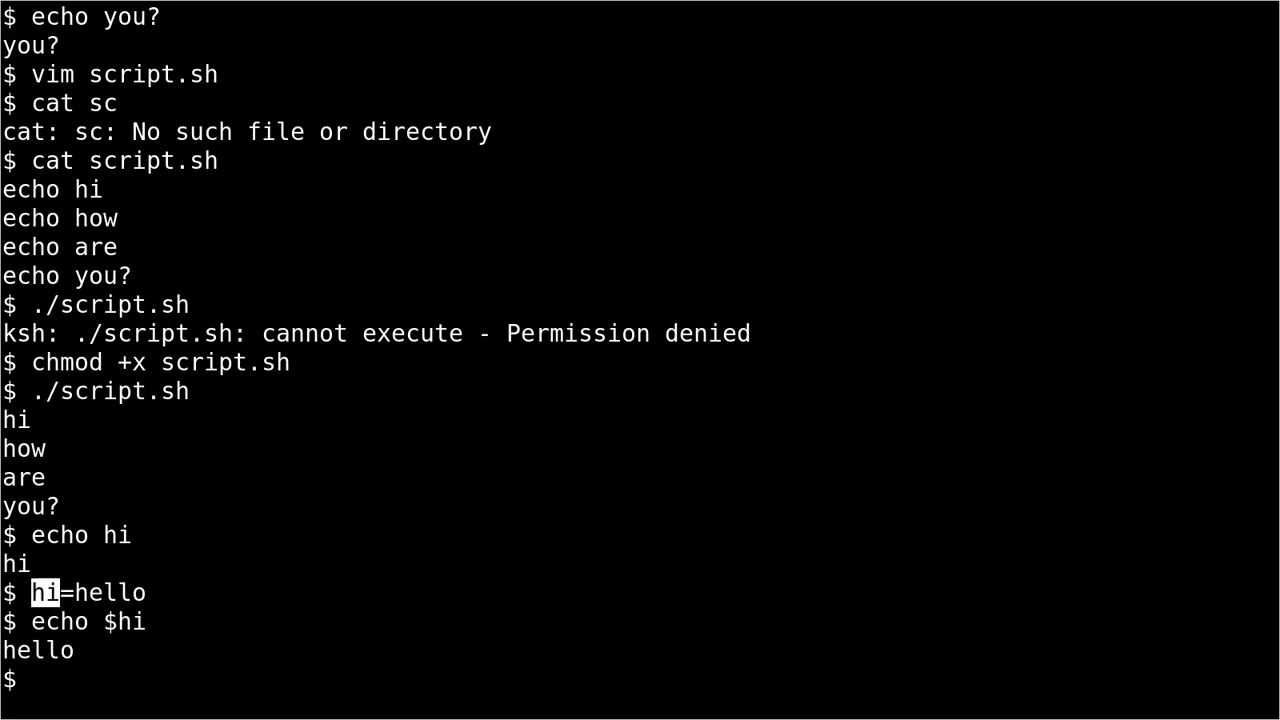 $ echo you?
you?
$ vim script.sh
$ cat sc
cat: sc: No such file or directory
$ cat script.sh
echo hi
echo how
echo are
echo you?
$ ./script.sh
ksh: ./script.sh: cannot execute - Permission denied
$ chmod +x script.sh
$ ./script.sh
hi
how
are
you?
$ echo hi
hi
$ hi=hello
$ echo $hi
hello
$